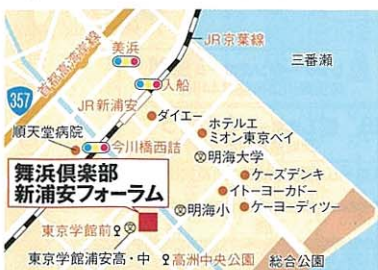 首都高湾岸線
美浜
JR京葉線
三番瀬
入船
357
JR新浦安
ダイエー
ホテルエ
ミオン東京ベイ
順天堂病院
今川橋西詰
明海大学
舞浜倶楽部
新浦安フォーラム
ケーズデンキ
イトーヨーカドー
明海小
ケーヨーデイツー
東京学館前
東京学館浦安高・中
高洲中央公園
総合公園